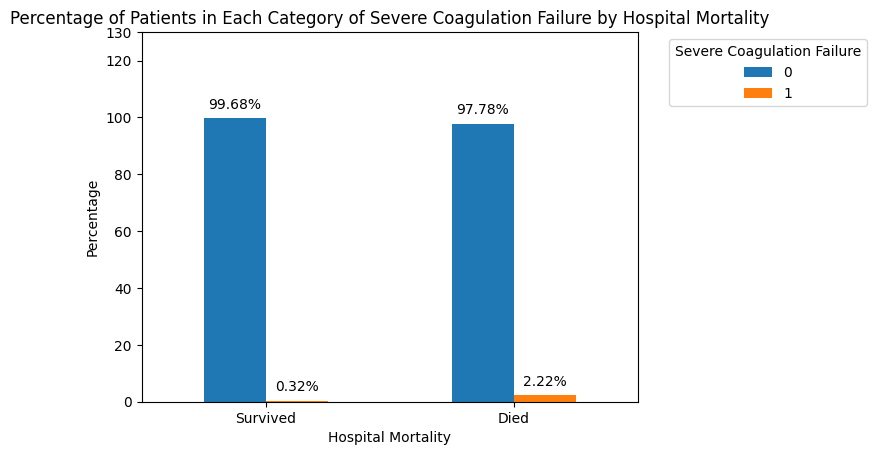 Percentage of Patients in Each Category of Severe Coagulation Failure by Hospital Mortality
130
120
100
80
60
40
20
0
Percentage
99.68%
0.32%
97.78%
2.22%
Survived
Died
Hospital Mortality
Severe Coagulation Failure
0
1